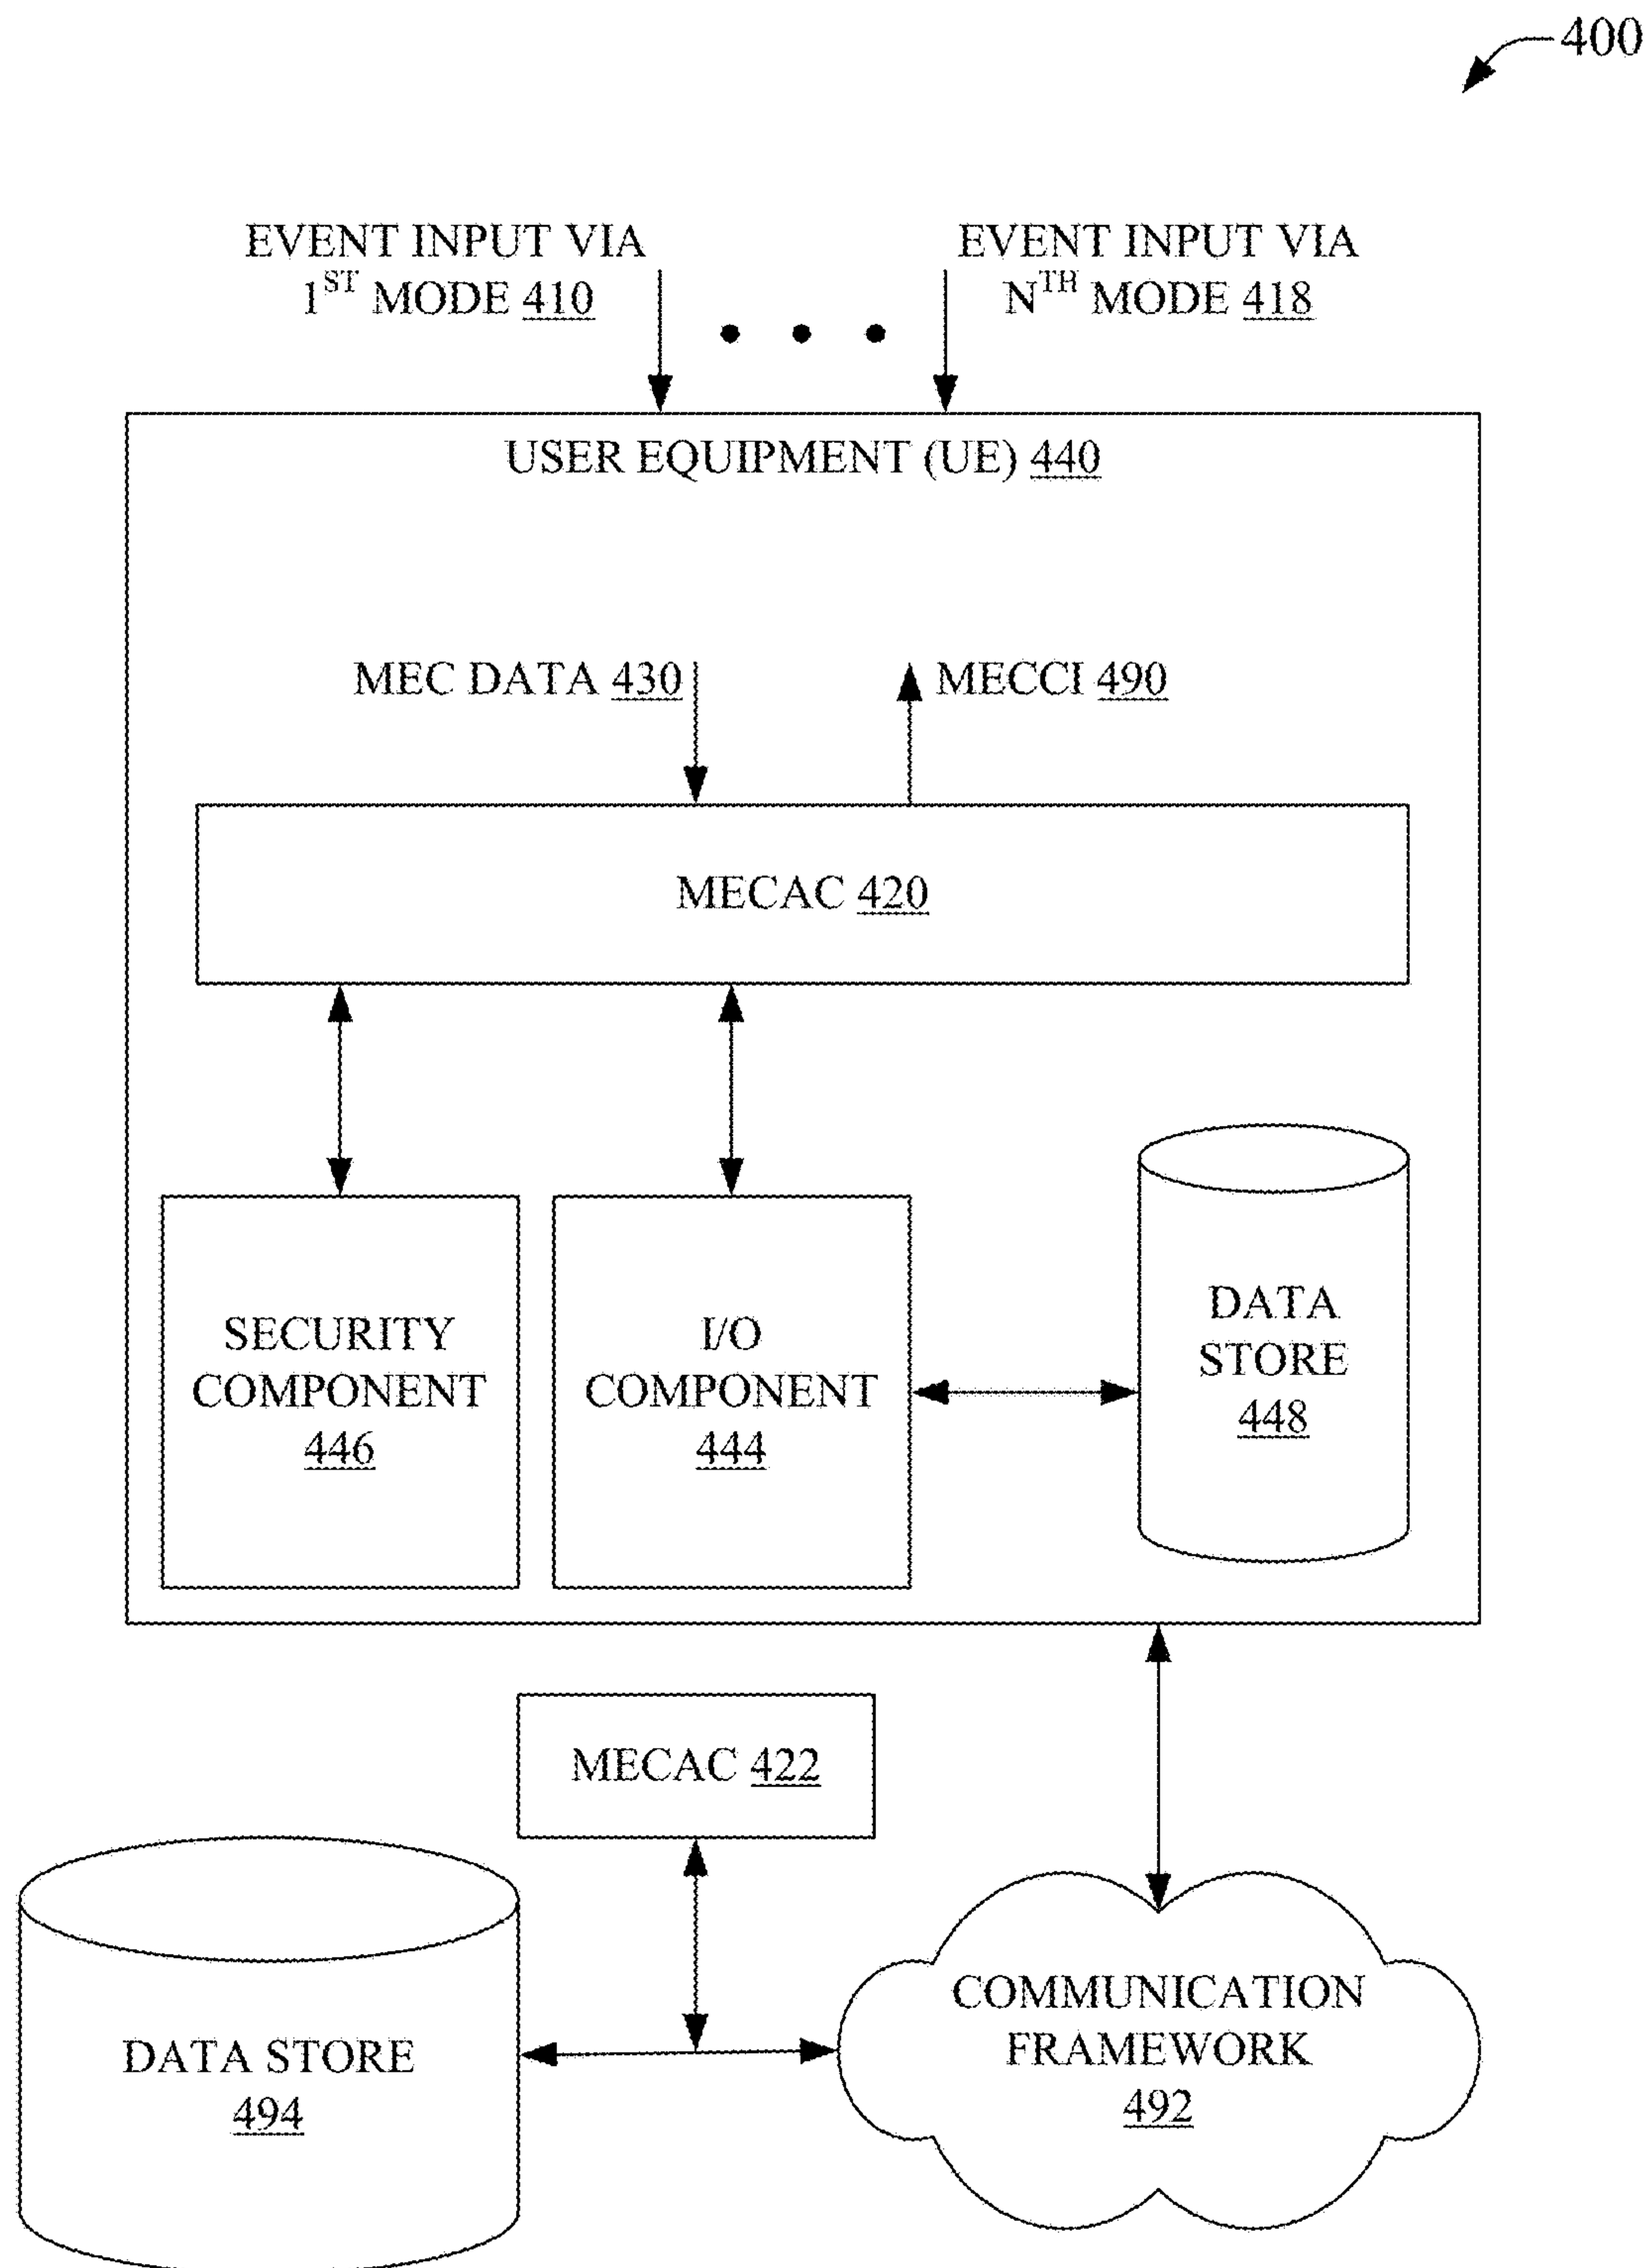 400
EVENT INPUT VIA
1ST MODE 410
EVENT INPUT VIA
NTH MODE 418
USER EQUIPMENT (UE) 440
MEC DATA 430
MECCI 490
MECAC 420
SECURITY
COMPONENT
446
I/O
COMPONENT
444
DATA
STORE
448
MECAC 422
DATA STORE
494
COMMUNICATION
FRAMEWORK
492